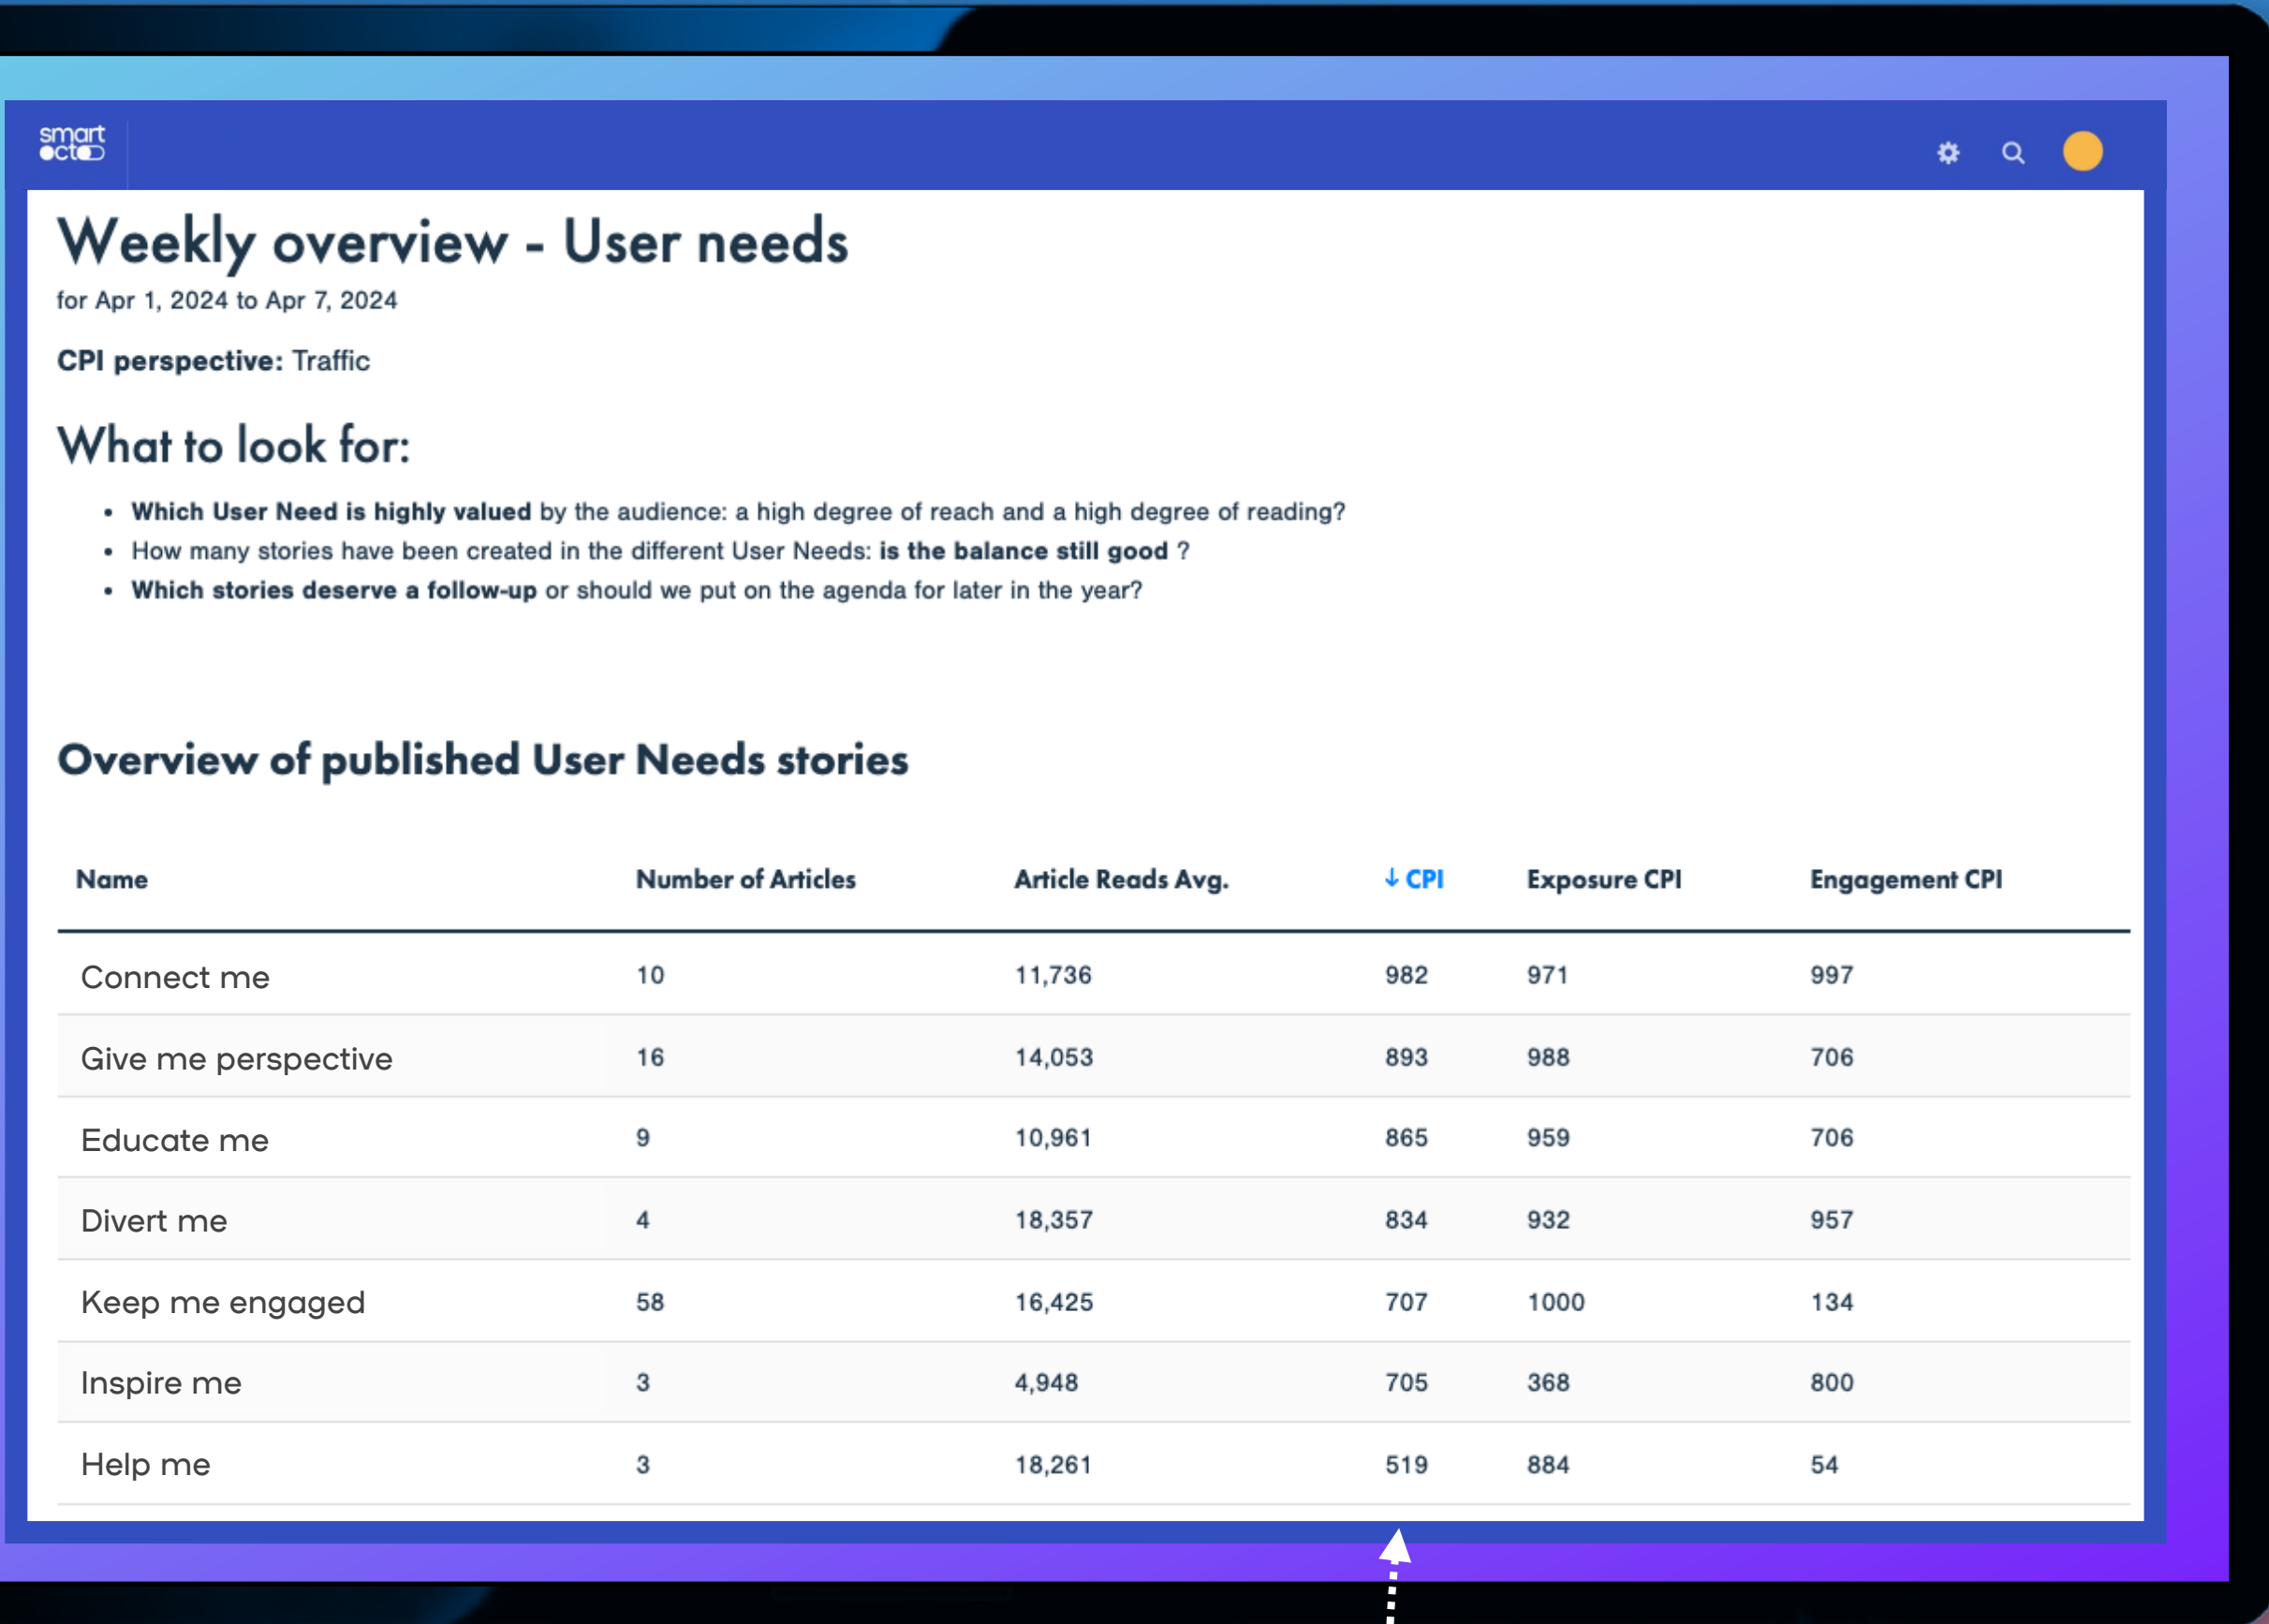 smart
octo
Weekly overview - User needs
for Apr 1, 2024 to Apr 7, 2024
CPI perspective: Traffic
What to look for:
• Which User Need is highly valued by the audience: a high degree of reach and a high degree of reading?
• How many stories have been created in the different User Needs: is the balance still good ?
• Which stories deserve a follow-up or should we put on the agenda for later in the year?
Overview of published User Needs stories
Name Number of Articles Article Reads Avg. ↓ CPI Exposure CPI Engagement CPI
Connect me 10 11,736 982 971 997
Give me perspective 16 14,053 893 988 706
Educate me 9 10,961 865 959 706
Divert me 4 18,357 834 932 957
Keep me engaged 58 16,425 707 1000 134
Inspire me 3 4,948 705 368 800
Help me 3 18,261 519 884 54